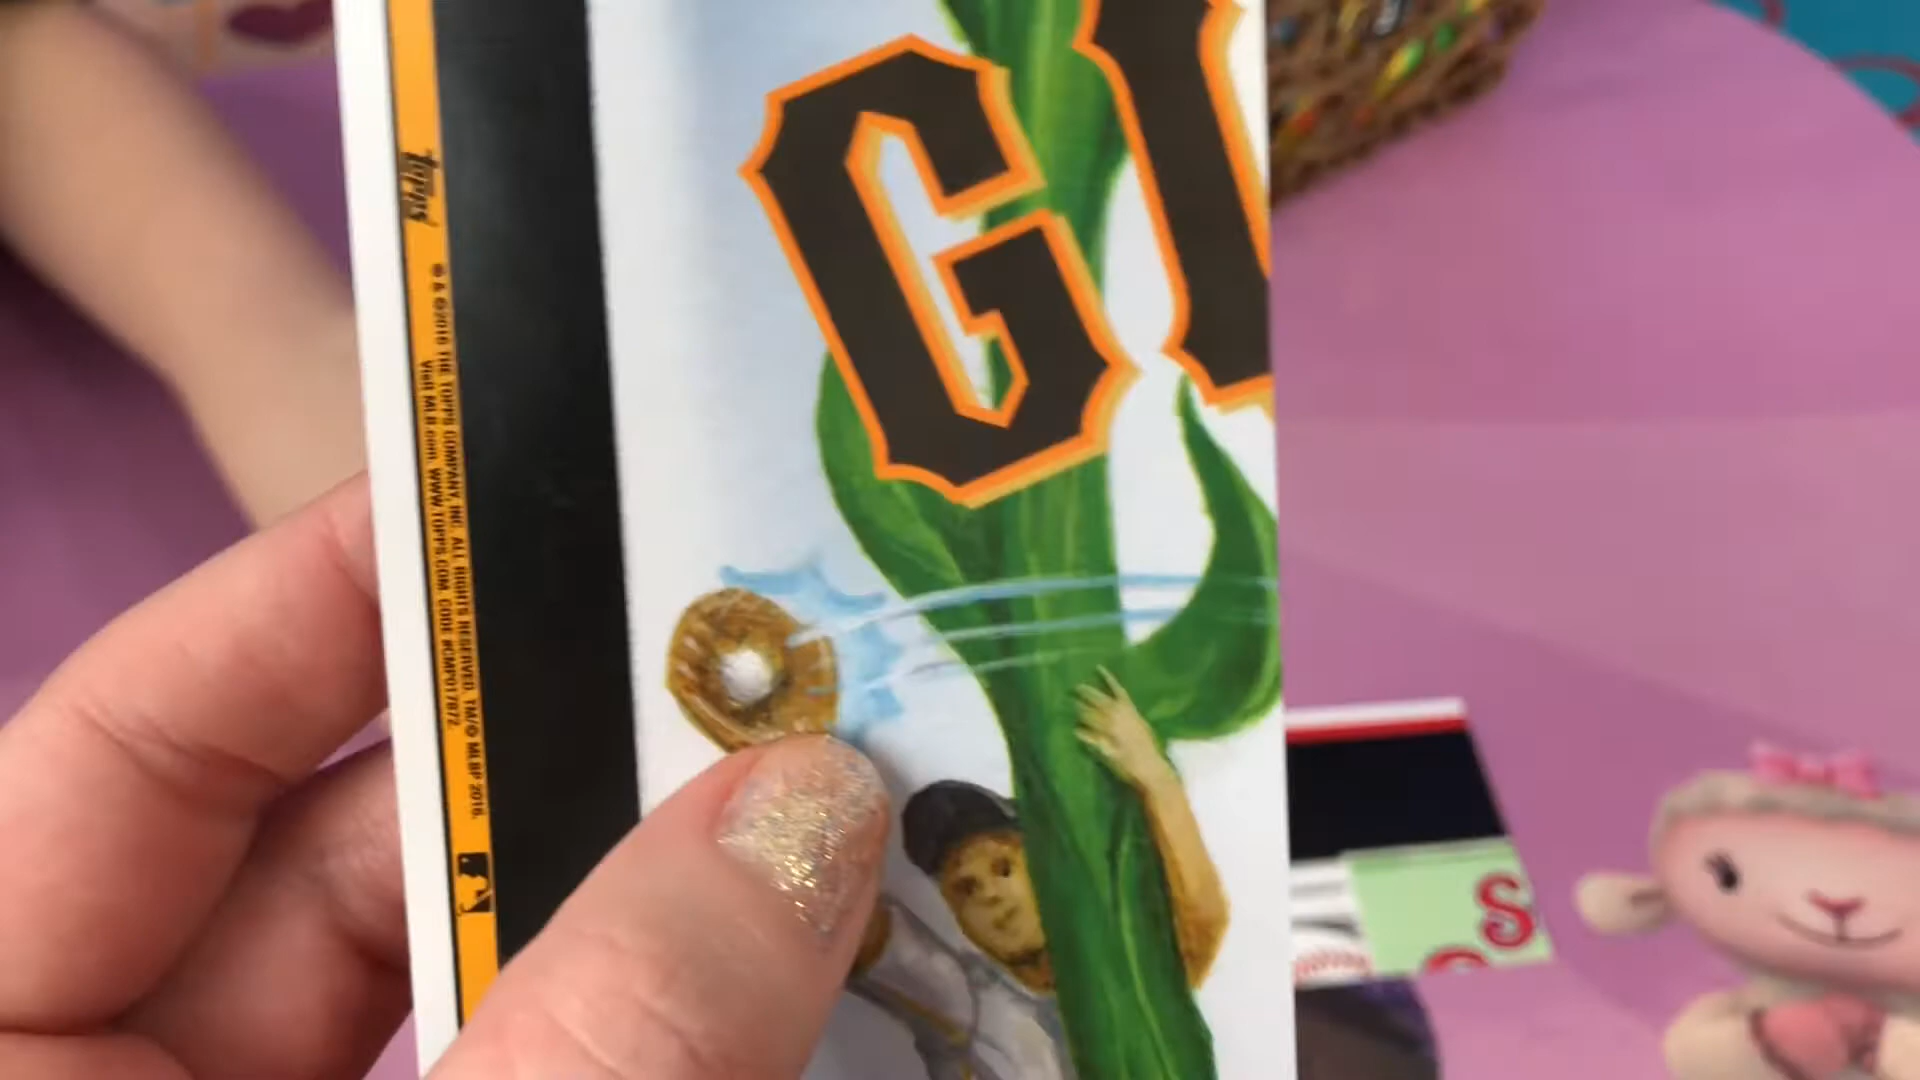 GI
topps
® & ©2016 THE TOPPS COMPANY, INC. ALL RIGHTS RESERVED. TM/© MLBP 2016.
Visit MLB.com. WWW.TOPPS.COM. CODE #CMP017872.
S